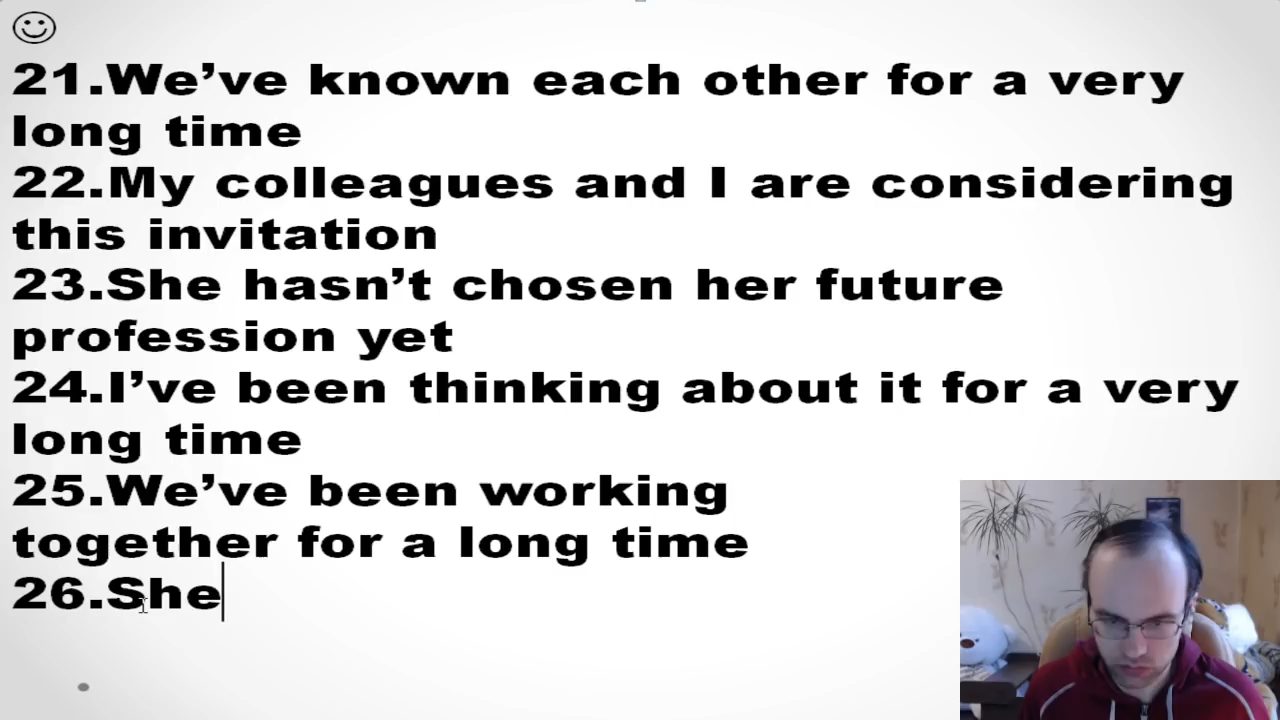 21.We’ve known each other for a very
long time
22.My colleagues and I are considering
this invitation
23.She hasn’t chosen her future
profession yet
24.I’ve been thinking about it for a very
long time
25.We’ve been working
together for a long time
26.She